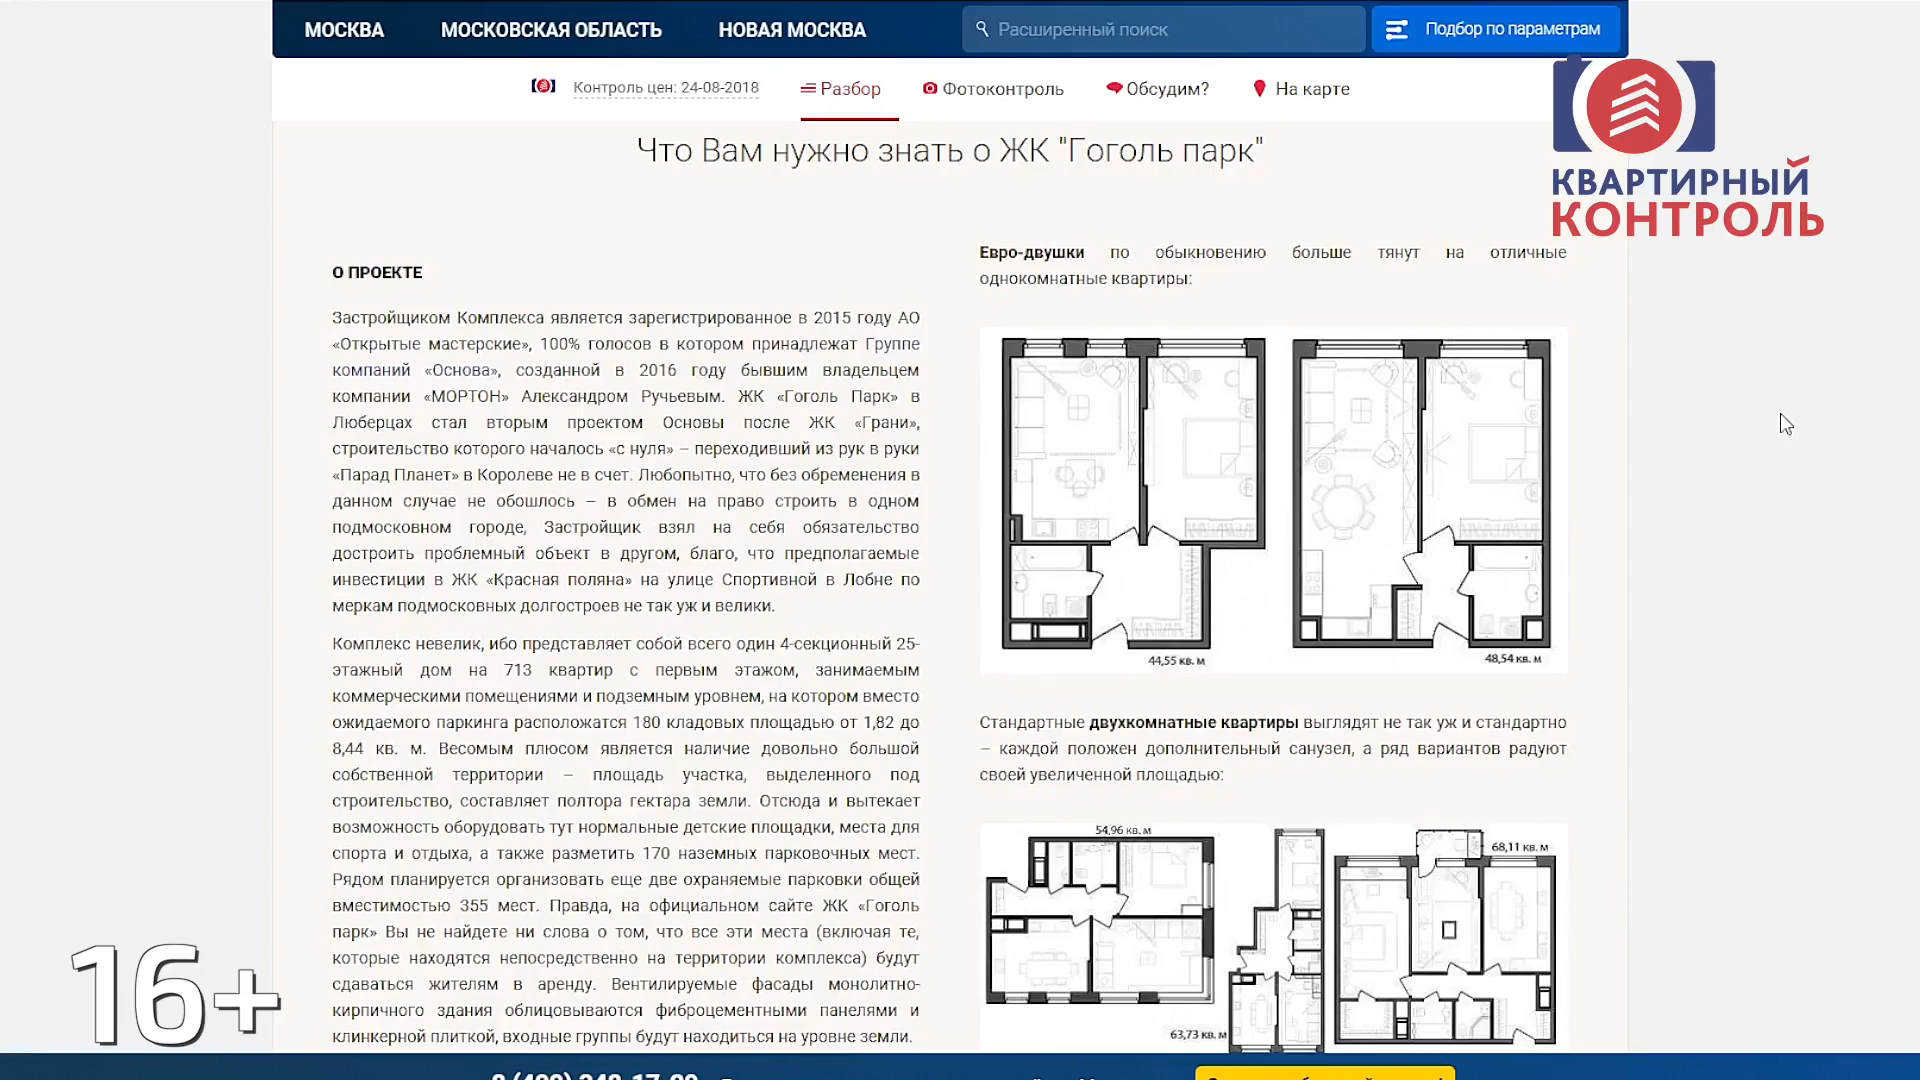 МОСКВА МОСКОВСКАЯ ОБЛАСТЬ НОВАЯ МОСКВА Расширенный поиск Подбор по параметрам
Контроль цен: 24-08-2018 Разбор Фотоконтроль Обсудим? На карте
КВАРТИРНЫЙ
КОНТРОЛЬ
Что Вам нужно знать о ЖК "Гоголь парк"
О ПРОЕКТЕ
Застройщиком Комплекса является зарегистрированное в 2015 году АО
«Открытые мастерские», 100% голосов в котором принадлежат Группе
компаний «Основа», созданной в 2016 году бывшим владельцем
компании «МОРТОН» Александром Ручьевым. ЖК «Гоголь Парк» в
Люберцах стал вторым проектом Основы после ЖК «Грани»,
строительство которого началось «с нуля» – переходивший из рук в руки
«Парад Планет» в Королеве не в счет. Любопытно, что без обременения в
данном случае не обошлось – в обмен на право строить в одном
подмосковном городе, Застройщик взял на себя обязательство
достроить проблемный объект в другом, благо, что предполагаемые
инвестиции в ЖК «Красная поляна» на улице Спортивной в Лобне по
меркам подмосковных долгостроев не так уж и велики.
Комплекс невелик, ибо представляет собой всего один 4-секционный 25-
этажный дом на 713 квартир с первым этажом, занимаемым
коммерческими помещениями и подземным уровнем, на котором вместо
ожидаемого паркинга расположатся 180 кладовых площадью от 1,82 до
8,44 кв. м. Весомым плюсом является наличие довольно большой
собственной территории – площадь участка, выделенного под
строительство, составляет полтора гектара земли. Отсюда и вытекает
возможность оборудовать тут нормальные детские площадки, места для
спорта и отдыха, а также разметить 170 наземных парковочных мест.
Рядом планируется организовать еще две охраняемые парковки общей
вместимостью 355 мест. Правда, на официальном сайте ЖК «Гоголь
парк» Вы не найдете ни слова о том, что все эти места (включая те,
которые находятся непосредственно на территории комплекса) будут
сдаваться жителям в аренду. Вентилируемые фасады монолитно-
кирпичного здания облицовываются фиброцементными панелями и
клинкерной плиткой, входные группы будут находиться на уровне земли.
Евро-двушки по обыкновению больше тянут на отличные
однокомнатные квартиры:
44,55 кв. м
48,54 кв. м
Стандартные двухкомнатные квартиры выглядят не так уж и стандартно
– каждой положен дополнительный санузел, а ряд вариантов радуют
своей увеличенной площадью:
54,96 кв. м
68,11 кв. м
63,73 кв. м
16+